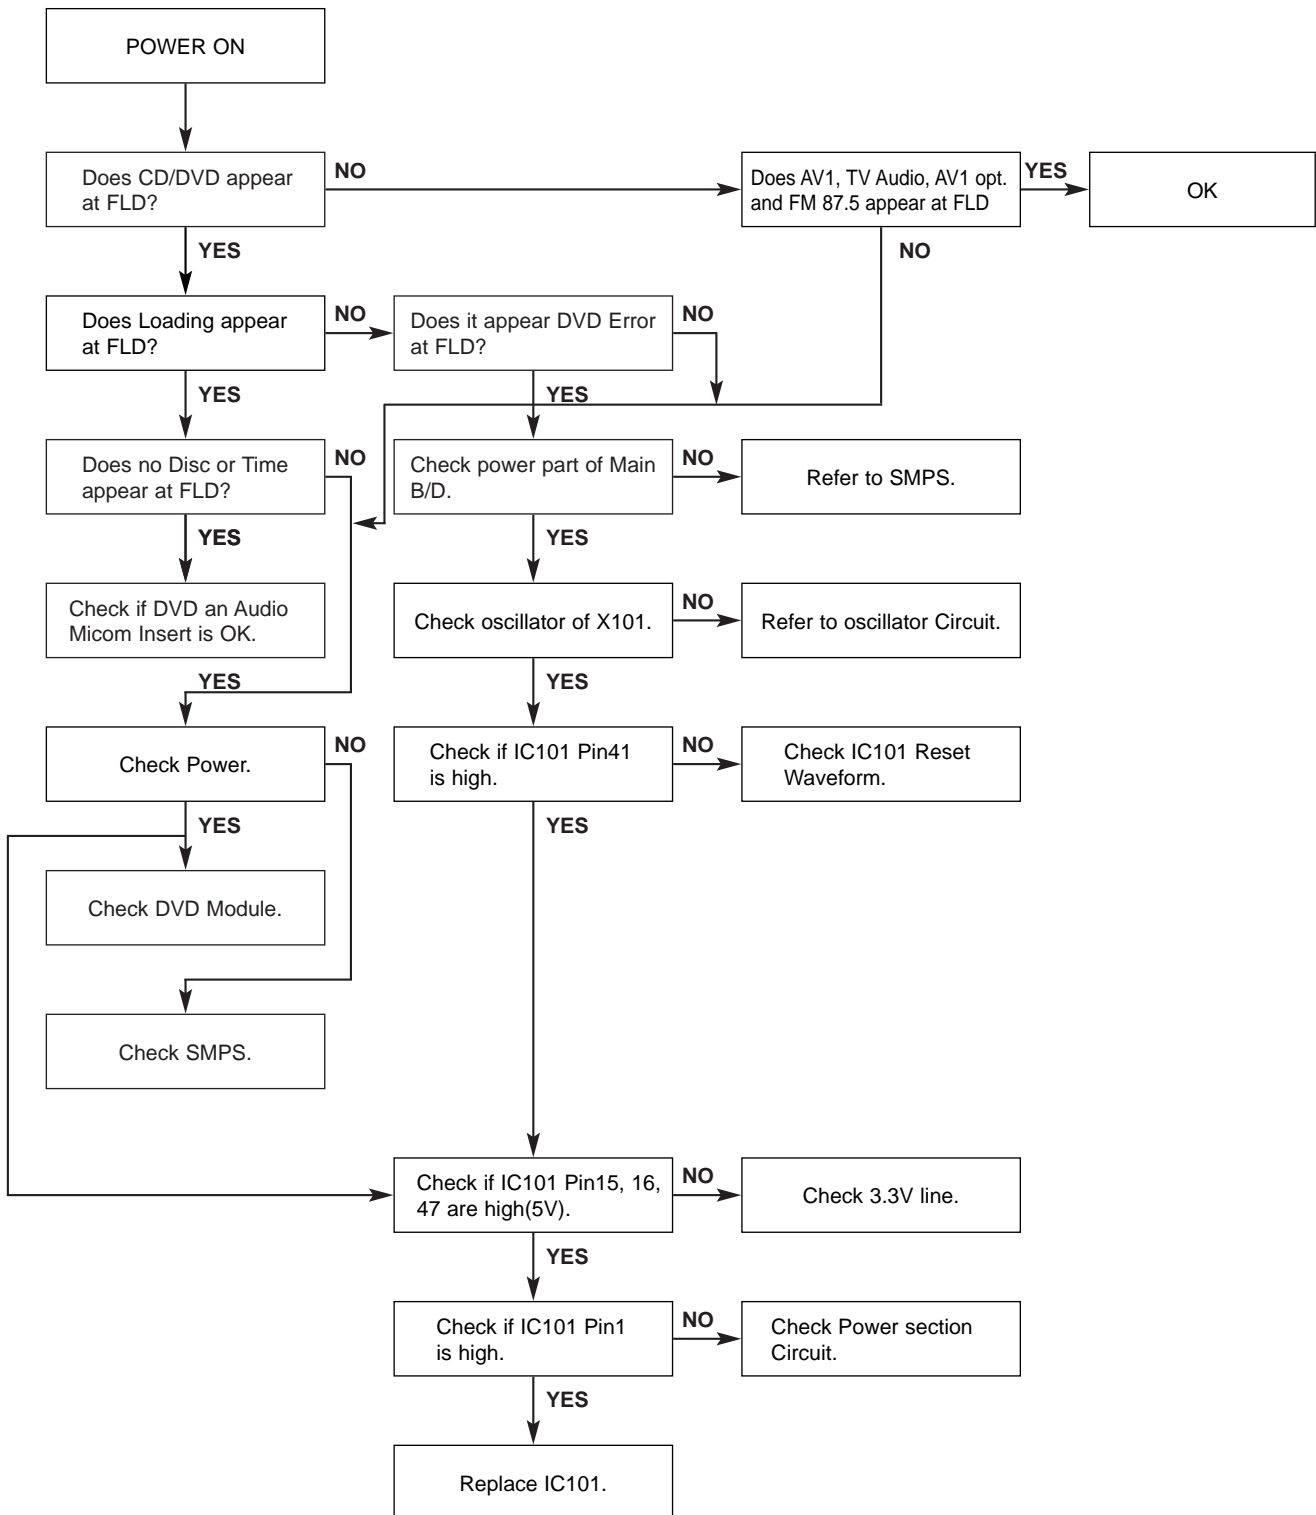 POWER ON
Does CD/DVD appear
at FLD?
NO
Does AV1, TV Audio, AV1 opt.
and FM 87.5 appear at FLD
YES
OK
YES
NO
Does Loading appear
at FLD?
NO
Does it appear DVD Error
at FLD?
NO
YES
YES
Does no Disc or Time
appear at FLD?
NO
Check power part of Main
B/D.
NO
Refer to SMPS.
YES
YES
Check if DVD an Audio
Micom Insert is OK.
Check oscillator of X101.
NO
Refer to oscillator Circuit.
YES
YES
Check Power.
NO
Check if IC101 Pin41
is high.
NO
Check IC101 Reset
Waveform.
YES
YES
Check DVD Module.
Check SMPS.
Check if IC101 Pin15, 16,
47 are high(5V).
NO
Check 3.3V line.
YES
Check if IC101 Pin1
is high.
NO
Check Power section
Circuit.
YES
Replace IC101.